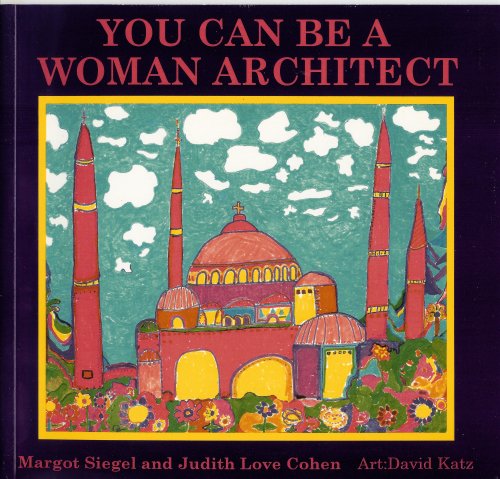 YOU CAN BE A
WOMAN ARCHITECT
Margot Siegel and Judith Love Cohen Art:David Katz